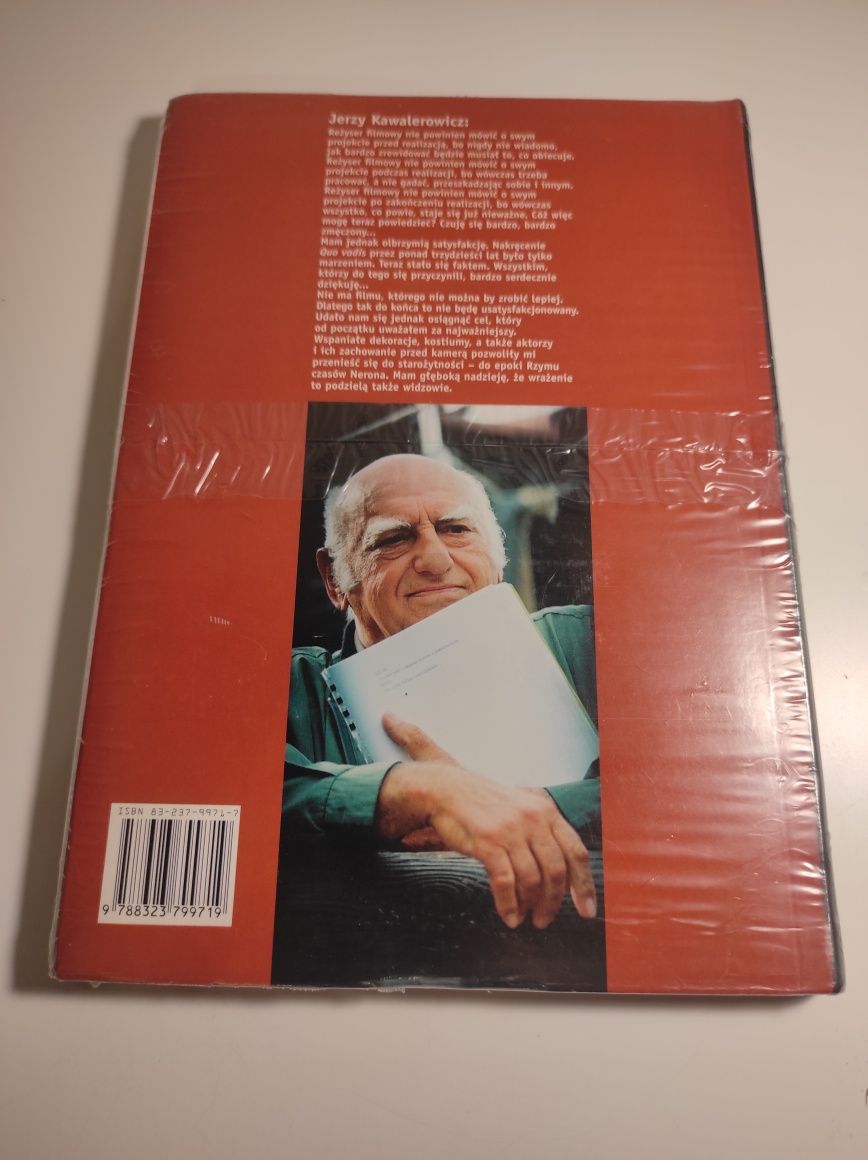 Jerzy Kawalerowicz:
Reżyser filmowy nie powinien mówić o swym
projekcie przed realizacją, bo nigdy nie wiadomo,
jak bardzo zrewidować będzie musiał to, co obiecuje.
Reżyser filmowy nie powinien mówić o swym
projekcie podczas realizacji, bo wówczas trzeba
pracować, a nie gadać, przeszkadzając sobie i innym.
Reżyser filmowy nie powinien mówić o swym
projekcie po zakończeniu realizacji, bo wówczas
wszystko, co powie, staje się już nieważne. Cóż więc
mogę teraz powiedzieć? Czuję się bardzo, bardzo
zmęczony...
Mam jednak olbrzymią satysfakcję. Nakręcenie
Quo vadis przez ponad trzydzieści lat było tylko
marzeniem. Teraz stało się faktem. Wszystkim,
którzy do tego się przyczynili, bardzo serdecznie
dziękuję...
Nie ma filmu, którego nie można by zrobić lepiej.
Dlatego tak do końca to nie będę usatysfakcjonowany.
Udało nam się jednak osiągnąć cel, który
od początku uważałem za najważniejszy.
Wspaniałe dekoracje, kostiumy, a także aktorzy
i ich zachowanie przed kamerą pozwoliły mi
przenieść się do starożytności – do epoki Rzymu
czasów Nerona. Mam głęboką nadzieję, że wrażenie
to podzielą także widzowie.
ISBN 83-237-9971-7
9 788323 799719